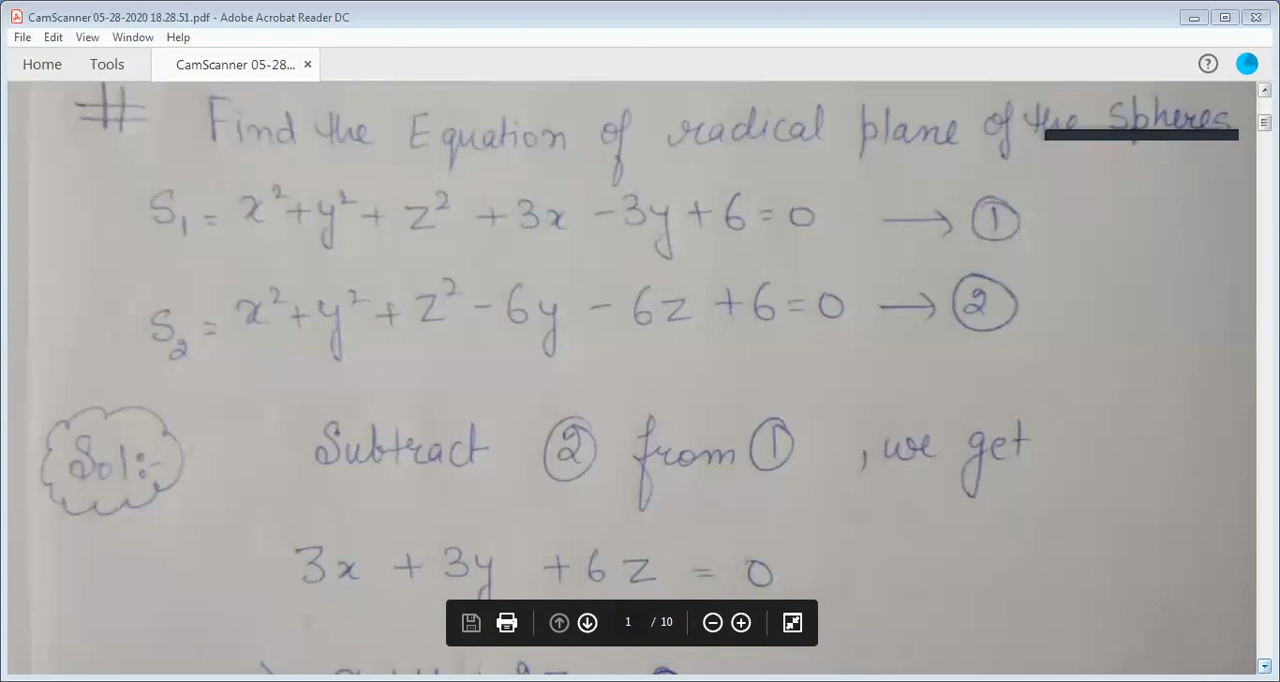 CamScanner 05-28-2020 18.28.51.pdf - Adobe Acrobat Reader DC
File Edit View Window Help
Home Tools CamScanner 05-28... ×
# Find the Equation of radical plane of the Spheres
S₁ = x² + y² + z² + 3x - 3y + 6 = 0 → ①
S₂ = x² + y² + z² - 6y - 6z + 6 = 0 → ②
Sol:- Subtract ② from ①, we get
3x + 3y + 6z = 0
1 / 10